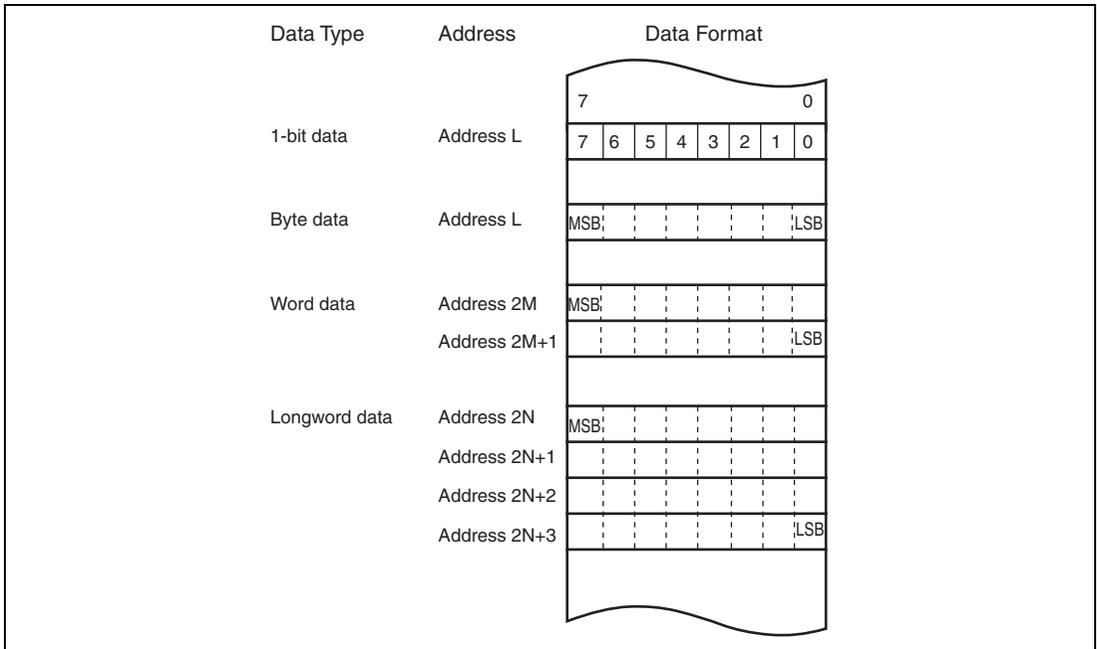 Data Type Address Data Format
7 0
1-bit data Address L 7 6 5 4 3 2 1 0
Byte data Address L MSB LSB
Word data Address 2M MSB
Address 2M+1 LSB
Longword data Address 2N MSB
Address 2N+1
Address 2N+2
Address 2N+3 LSB